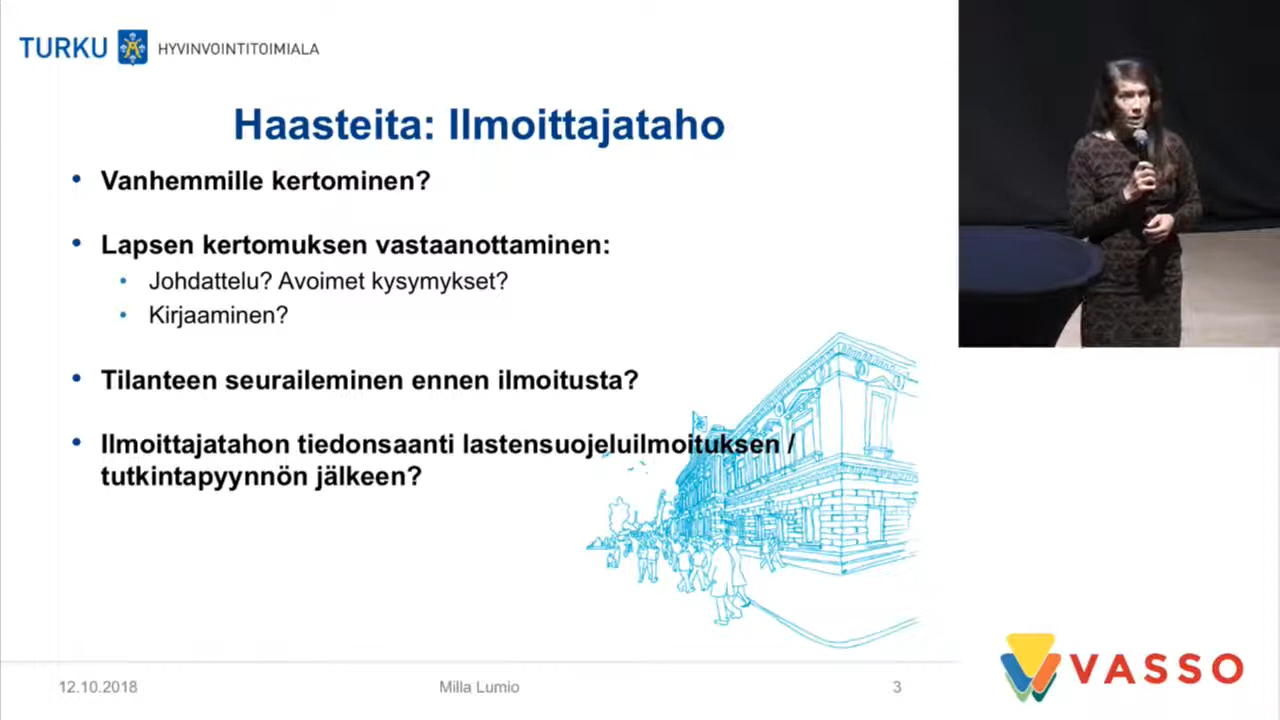 TURKU HYVINVOINTITOIMIALA
Haasteita: Ilmoittajataho
• Vanhemmille kertominen?
• Lapsen kertomuksen vastaanottaminen:
• Johdattelu? Avoimet kysymykset?
• Kirjaaminen?
• Tilanteen seuraileminen ennen ilmoitusta?
• Ilmoittajatahon tiedonsaanti lastensuojeluilmoituksen /
tutkintapyynnön jälkeen?
12.10.2018 Milla Lumio 3
VASSO